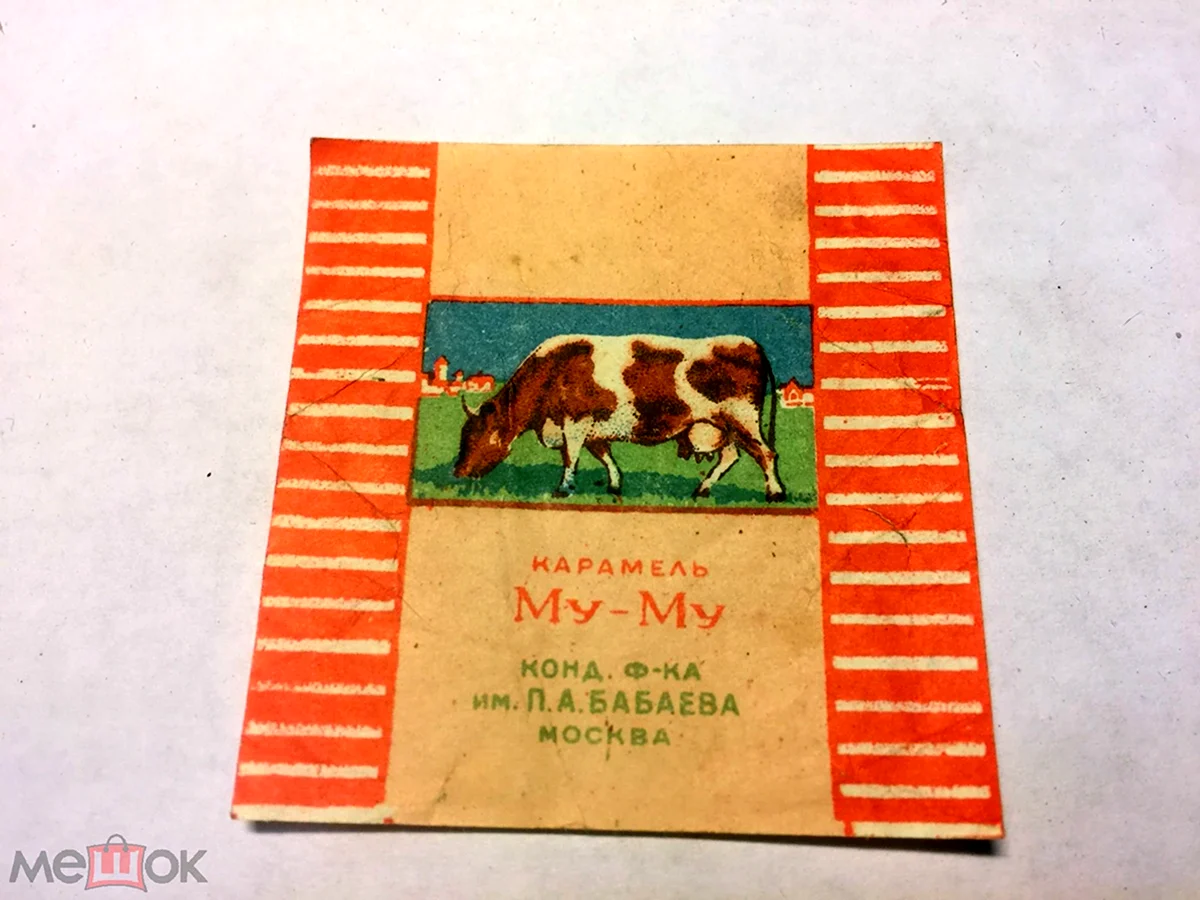 КАРАМЕЛЬ
Му-Му
КОНД. Ф-КА
им. П.А.БАБАЕВА
МОСКВА
мешок